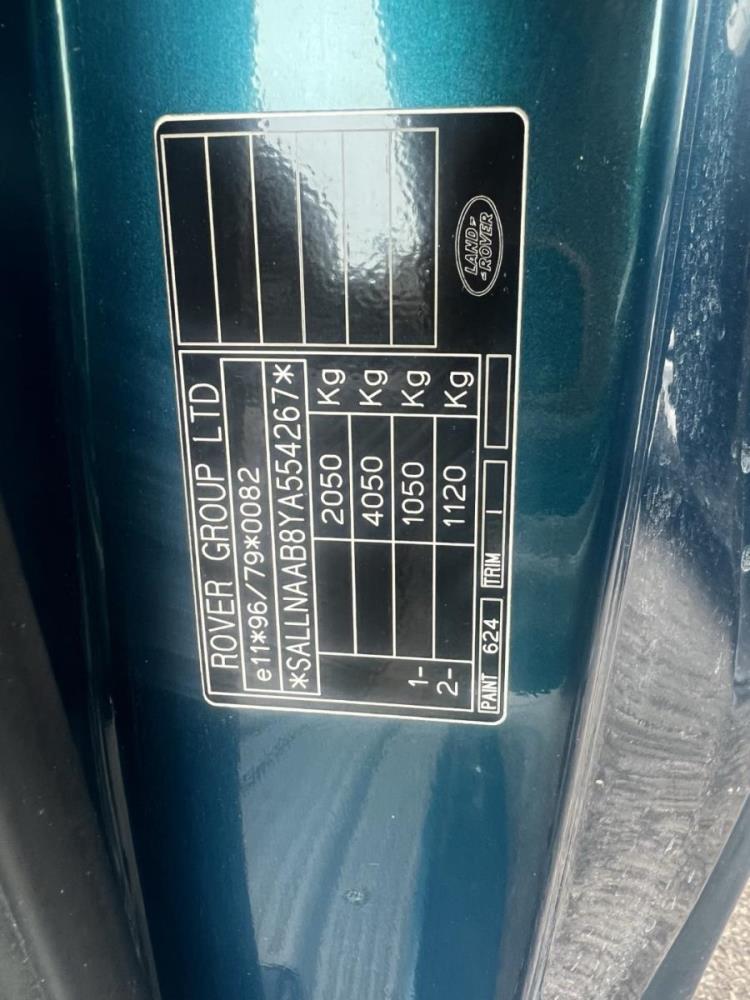 ROVER GROUP LTD
e11*96/79*0082
*SALLNAAB8YA554267*
2050 Kg
4050 Kg
1- 1050 Kg
2- 1120 Kg
PAINT 624 TRIM I
LAND
ROVER